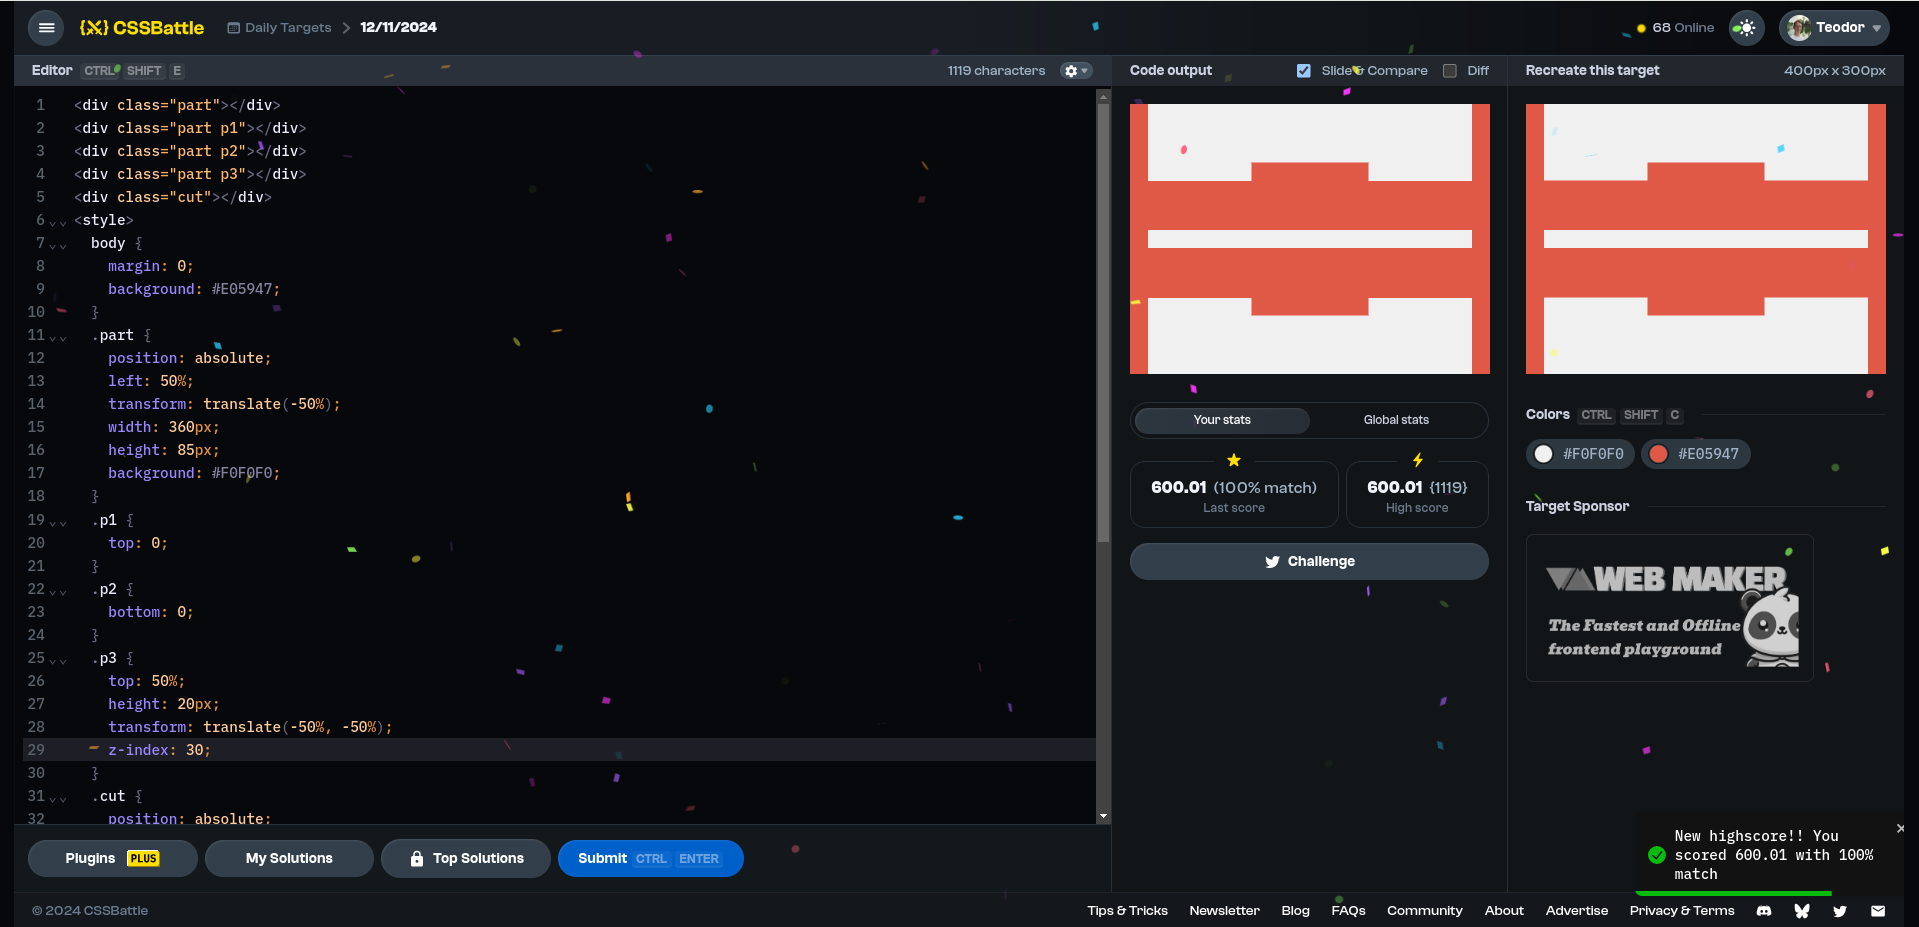 CSSBattle
Daily Targets
12/11/2024
68 Online
Teodor
Editor CTRL SHIFT E
1119 characters
1 <div class="part"></div>
2 <div class="part p1"></div>
3 <div class="part p2"></div>
4 <div class="part p3"></div>
5 <div class="cut"></div>
6 <style>
7 body {
8 margin: 0;
9 background: #E05947;
10 }
11 .part {
12 position: absolute;
13 left: 50%;
14 transform: translate(-50%);
15 width: 360px;
16 height: 85px;
17 background: #F0F0F0;
18 }
19 .p1 {
20 top: 0;
21 }
22 .p2 {
23 bottom: 0;
24 }
25 .p3 {
26 top: 50%;
27 height: 20px;
28 transform: translate(-50%, -50%);
29 z-index: 30;
30 }
31 .cut {
32 position: absolute;
Plugins PLUS
My Solutions
Top Solutions
Submit CTRL ENTER
Code output
Slide & Compare
Diff
Your stats
Global stats
600.01 (100% match)
Last score
600.01 {1119}
High score
Challenge
Recreate this target
400px x 300px
Colors CTRL SHIFT C
#F0F0F0
#E05947
Target Sponsor
WEB MAKER
The Fastest and Offline
frontend playground
New highscore!! You
scored 600.01 with 100%
match
© 2024 CSSBattle
Tips & Tricks
Newsletter
Blog
FAQs
Community
About
Advertise
Privacy & Terms